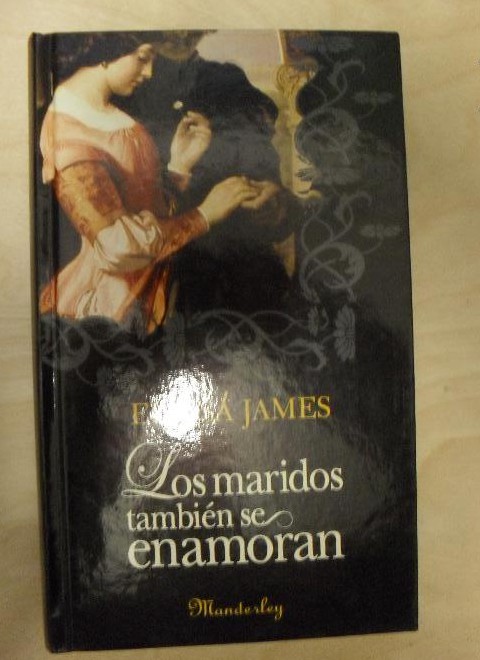 JAMES
Los maridos
también se
enamoran
Manderley